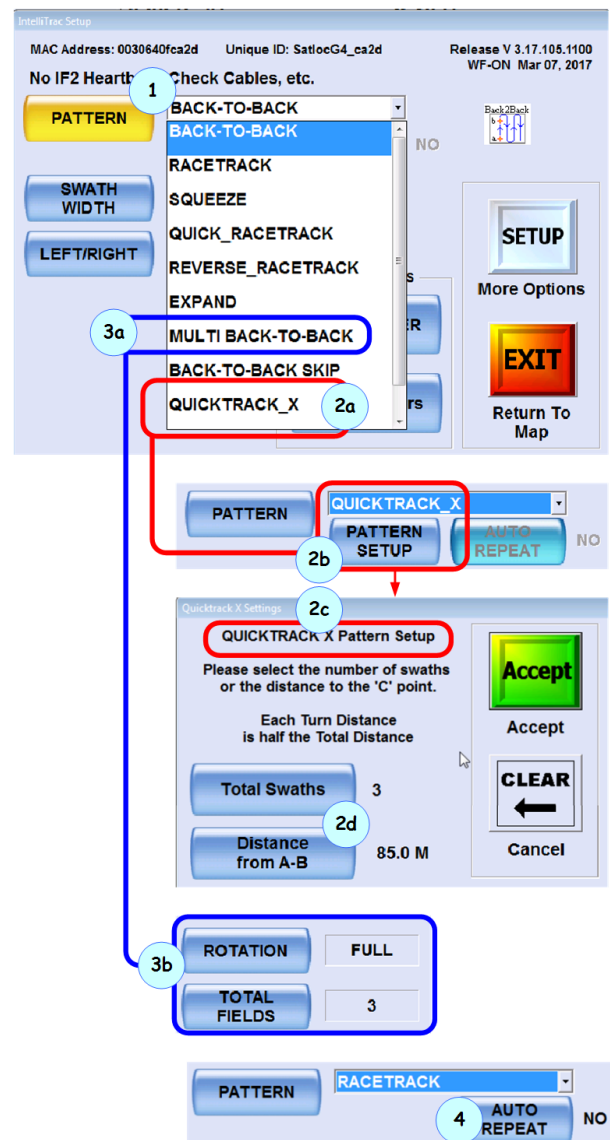 IntelliTrac Setup
MAC Address: 0030640fca2d Unique ID: SatlocG4_ca2d Release V 3.17.105.1100
WF-ON Mar 07, 2017
No IF2 Heartb Check Cables, etc.
1
PATTERN
BACK-TO-BACK
Back2Back
b
a
NO
BACK-TO-BACK
RACETRACK
SQUEEZE
QUICK_RACETRACK
REVERSE_RACETRACK
EXPAND
MULTI BACK-TO-BACK
BACK-TO-BACK SKIP
QUICKTRACK_X
SWATH
WIDTH
LEFT/RIGHT
3a
2a
s
ER
rs
SETUP
More Options
EXIT
Return To
Map
PATTERN
QUICKTRACK_X
PATTERN
SETUP
AUTO
REPEAT
NO
2b
Quicktrack X Settings
2c
QUICKTRACK X Pattern Setup
Please select the number of swaths
or the distance to the 'C' point.
Each Turn Distance
is half the Total Distance
Total Swaths 3
2d
Distance
from A-B
85.0 M
Accept
Accept
CLEAR
Cancel
3b
ROTATION FULL
TOTAL
FIELDS
3
PATTERN
RACETRACK
4
AUTO
REPEAT
NO